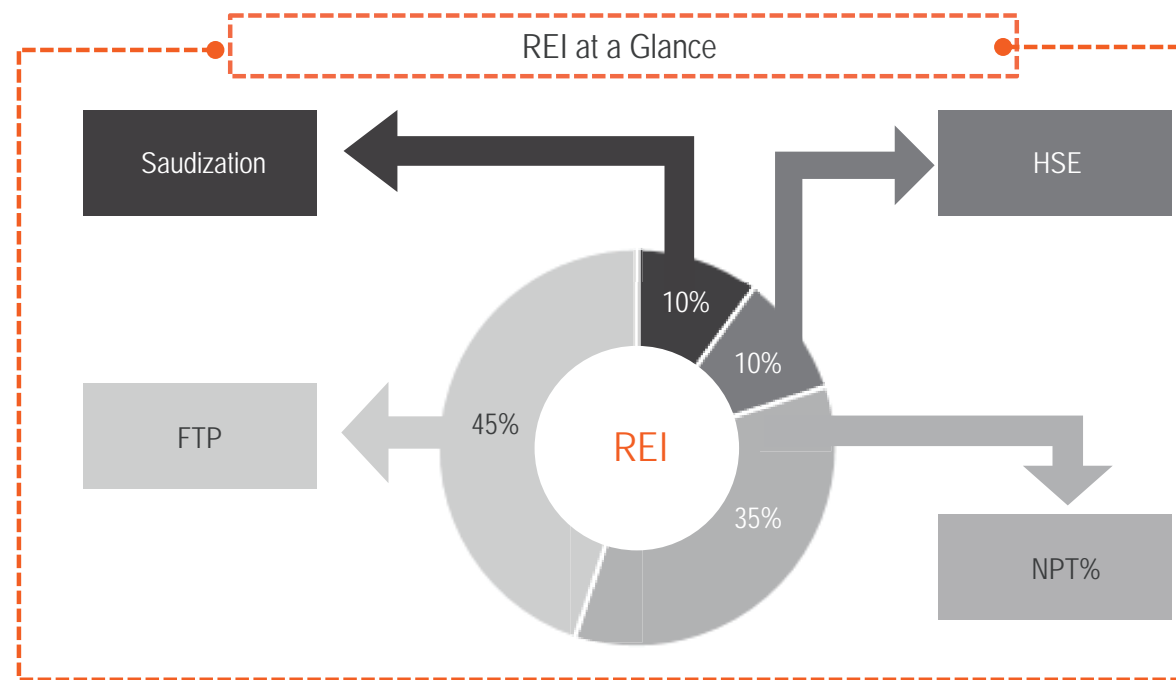 REI at a Glance
Saudization
HSE
10%
10%
FTP
45%
REI
35%
NPT%